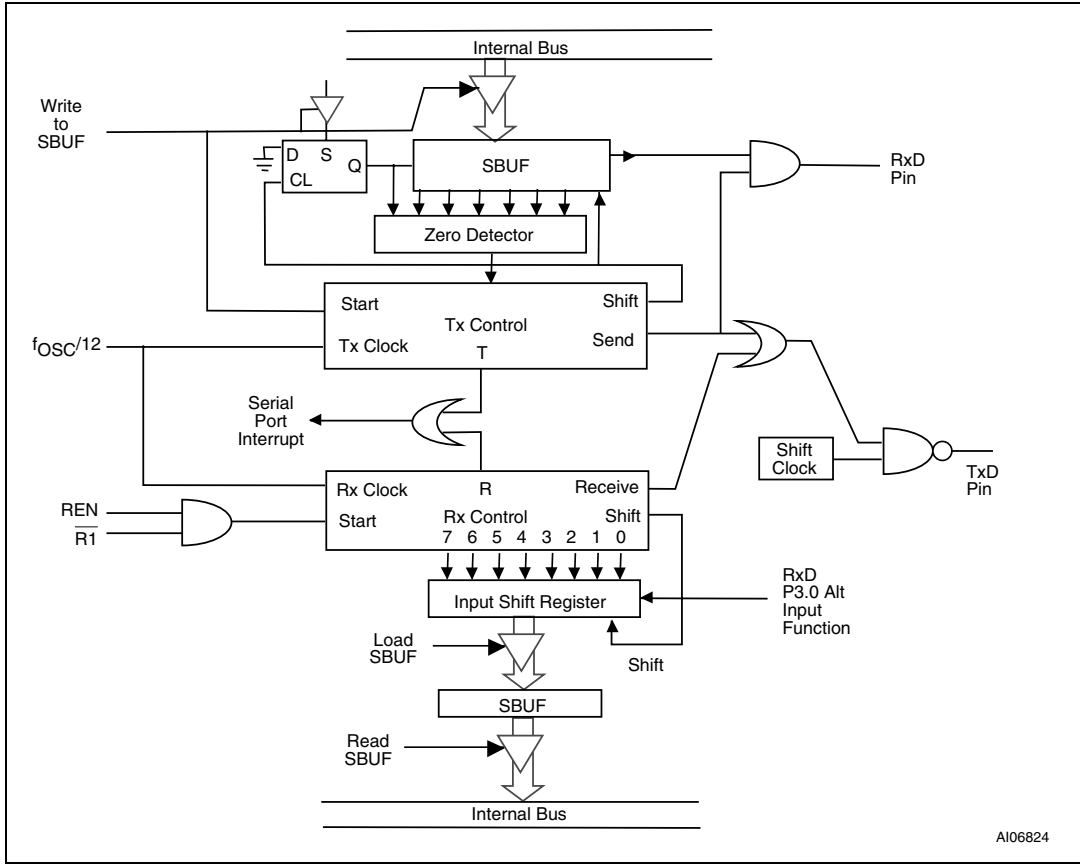 Internal Bus
Write
to
SBUF
D S
Q
CL
SBUF
RxD
Pin
Zero Detector
Start
Shift
Tx Control
Send
fOSC/12
Tx Clock
T
Serial
Port
Interrupt
Shift
Clock
TxD
Pin
Rx Clock
R
Receive
REN
R1
Start
Rx Control
Shift
7 6 5 4 3 2 1 0
Input Shift Register
RxD
P3.0 Alt
Input
Function
Load
SBUF
Shift
SBUF
Read
SBUF
Internal Bus
AI06824